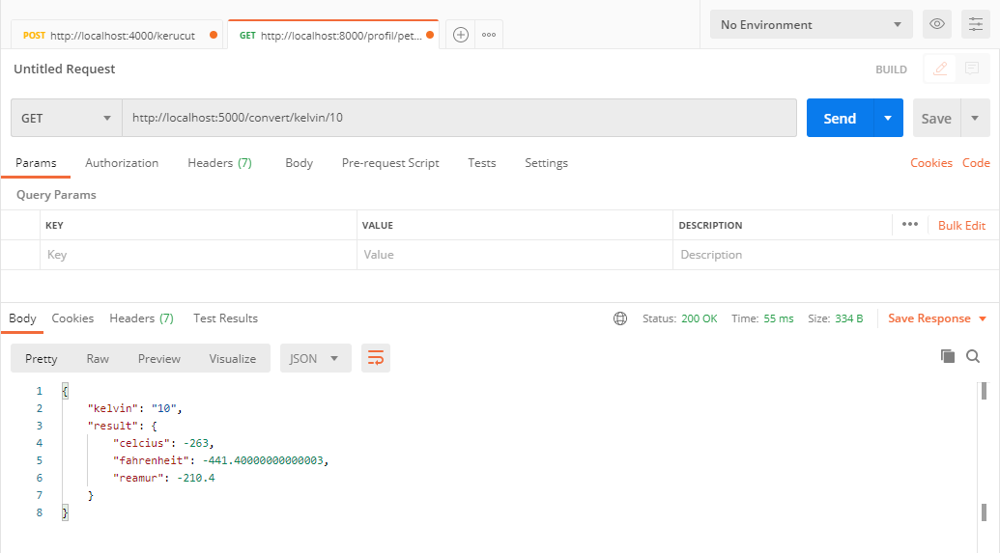 POST http://localhost:4000/kerucut GET http://localhost:8000/profil/pet... No Environment
Untitled Request BUILD
GET http://localhost:5000/convert/kelvin/10 Send Save
Params Authorization Headers (7) Body Pre-request Script Tests Settings Cookies Code
Query Params
KEY VALUE DESCRIPTION Bulk Edit
Key Value Description
Body Cookies Headers (7) Test Results Status: 200 OK Time: 55 ms Size: 334 B Save Response
Pretty Raw Preview Visualize JSON
1 {
2 "kelvin": "10",
3 "result": {
4 "celcius": -263,
5 "fahrenheit": -441.40000000000003,
6 "reamur": -210.4
7 }
8 }